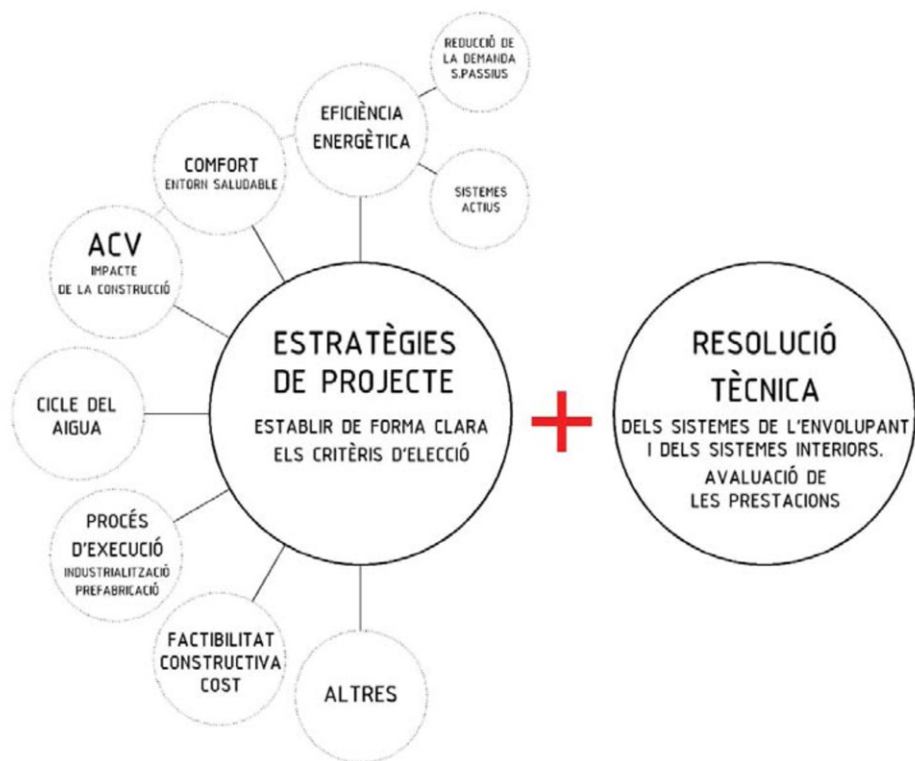 REDUCCIÓ DE
LA DEMANDA
S.PASSIUS
EFICIÈNCIA
ENERGÈTICA
SISTEMES
ACTIUS
COMFORT
ENTORN SALUDABLE
ACV
IMPACTE
DE LA CONSTRUCCIÓ
CICLE DEL
AIGUA
PROCÉS
D'EXECUCIÓ
INDUSTRIALITZACIÓ
PREFABRICACIÓ
FACTIBILITAT
CONSTRUCTIVA
COST
ALTRES
ESTRATÈGIES
DE PROJECTE
ESTABLIR DE FORMA CLARA
ELS CRITÈRIS D'ELECCIÓ
+
RESOLUCIÓ
TÈCNICA
DELS SISTEMES DE L'ENVOLUPANT
I DELS SISTEMES INTERIORS.
AVALUACIÓ DE
LES PRESTACIONS